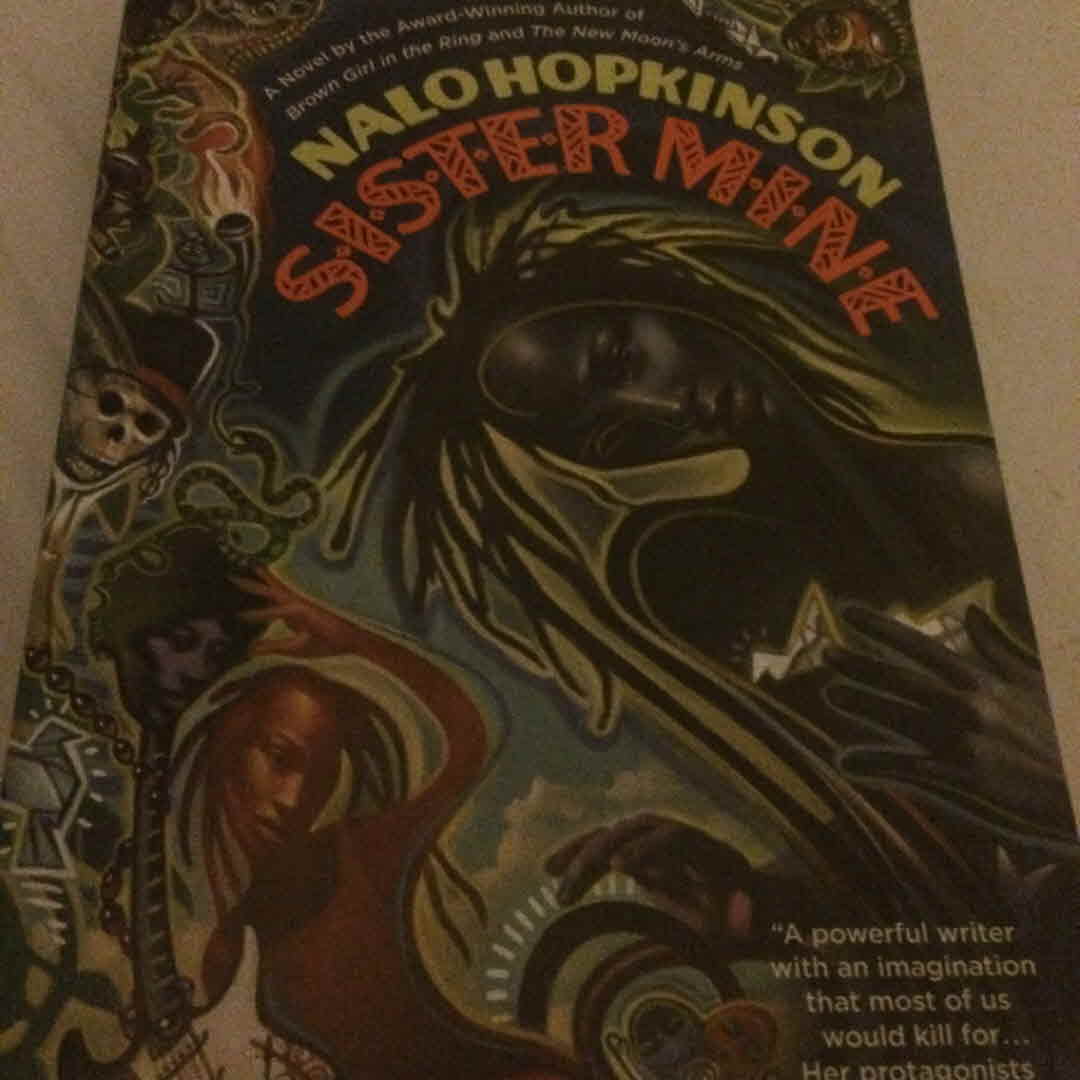 A Novel by the Award-Winning Author of
Brown Girl in the Ring and The New Moon's Arms
NALO HOPKINSON
SISTER MINE
"A powerful writer
with an imagination
that most of us
would kill for...
Her protagonists